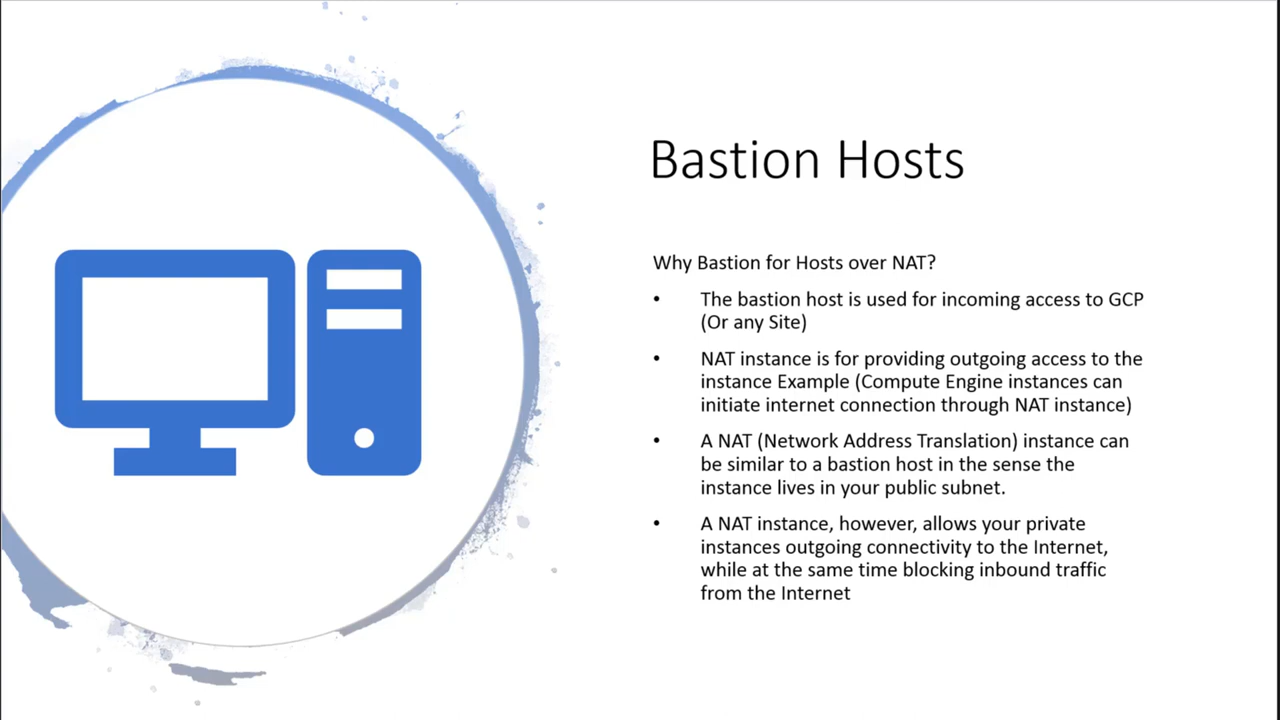 Bastion Hosts
Why Bastion for Hosts over NAT?
• The bastion host is used for incoming access to GCP
(Or any Site)
• NAT instance is for providing outgoing access to the
instance Example (Compute Engine instances can
initiate internet connection through NAT instance)
• A NAT (Network Address Translation) instance can
be similar to a bastion host in the sense the
instance lives in your public subnet.
• A NAT instance, however, allows your private
instances outgoing connectivity to the Internet,
while at the same time blocking inbound traffic
from the Internet